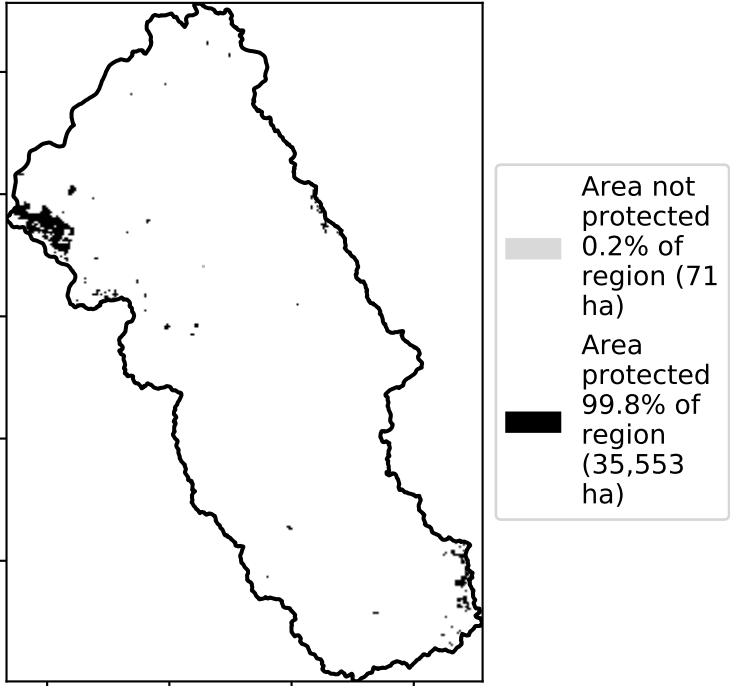 Area not
protected
0.2% of
region (71
ha)
Area
protected
99.8% of
region
(35,553
ha)